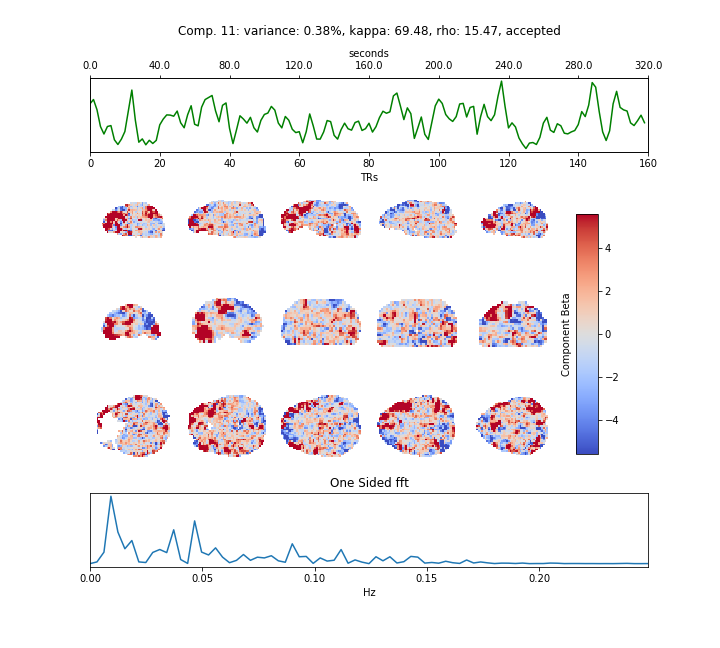 Comp. 11: variance: 0.38%, kappa: 69.48, rho: 15.47, accepted
seconds
0.0 40.0 80.0 120.0 160.0 200.0 240.0 280.0 320.0
0 20 40 60 80 100 120 140 160
TRs
4
2
0
−2
−4
Component Beta
One Sided fft
0.00 0.05 0.10 0.15 0.20
Hz